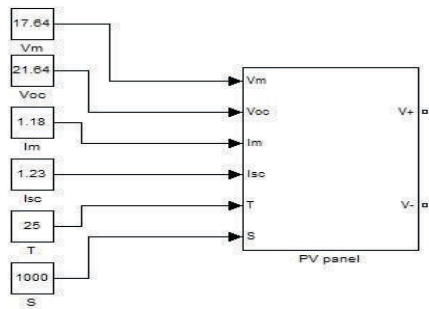 17.64
Vm
21.64
Voc
1.18
Im
1.23
Isc
25
T
1000
S
Vm
Voc
Im
Isc
T
S
V+
V-
PV panel